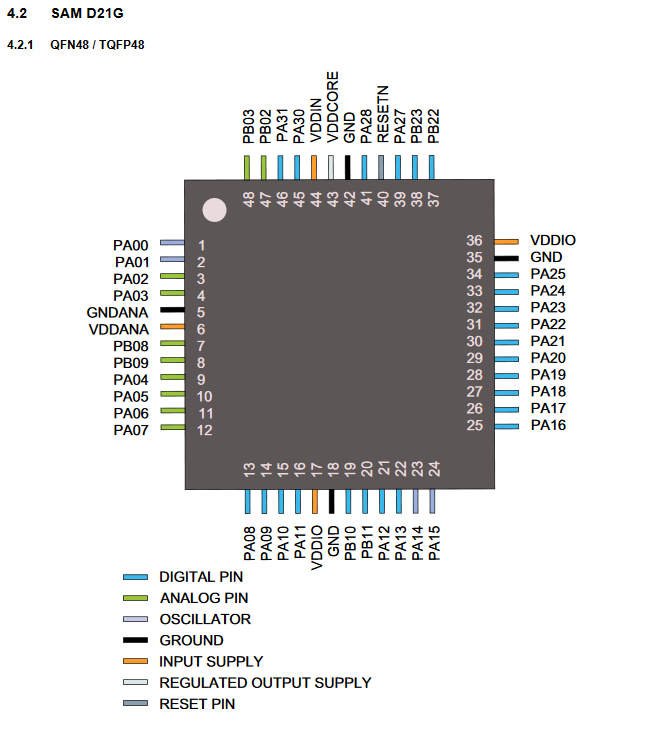 4.2 SAM D21G
4.2.1 QFN48 / TQFP48
PB03
PB02
PA31
PA30
VDDIN
VDDCORE
GND
PA28
RESETN
PA27
PB23
PB22
48
47
46
45
44
43
42
41
40
39
38
37
PA00 1
PA01 2
PA02 3
PA03 4
GNDANA 5
VDDANA 6
PB08 7
PB09 8
PA04 9
PA05 10
PA06 11
PA07 12
36 VDDIO
35 GND
34 PA25
33 PA24
32 PA23
31 PA22
30 PA21
29 PA20
28 PA19
27 PA18
26 PA17
25 PA16
13
14
15
16
17
18
19
20
21
22
23
24
PA08
PA09
PA10
PA11
VDDIO
GND
PB10
PB11
PA12
PA13
PA14
PA15
DIGITAL PIN
ANALOG PIN
OSCILLATOR
GROUND
INPUT SUPPLY
REGULATED OUTPUT SUPPLY
RESET PIN